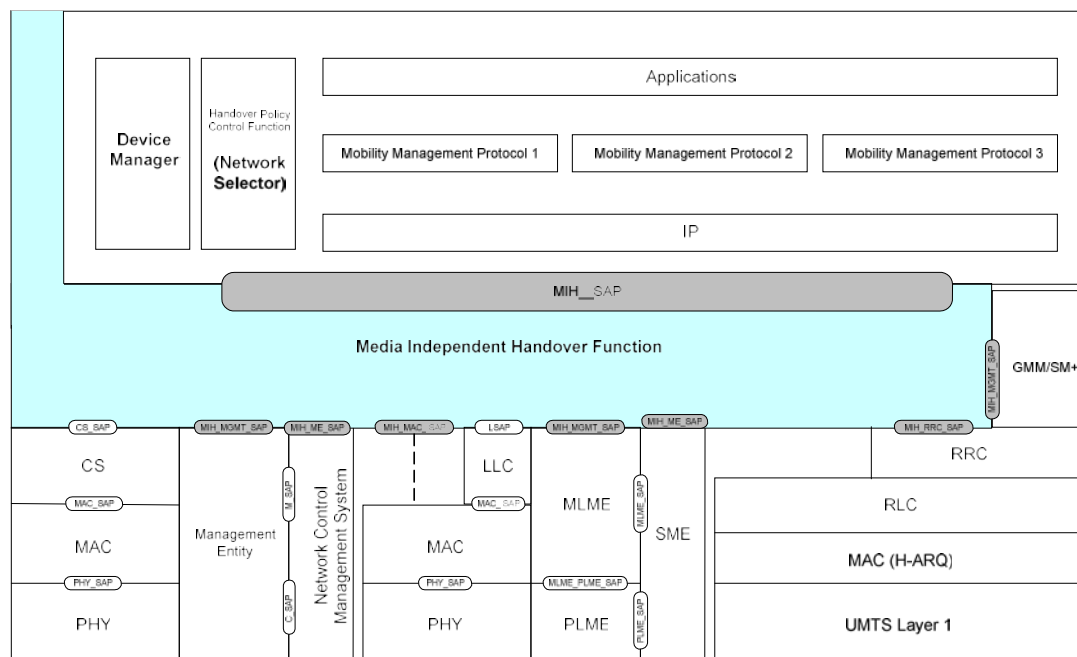 Applications
Handover Policy
Control Function
Device
Manager
(Network
Selector)
Mobility Management Protocol 1
Mobility Management Protocol 2
Mobility Management Protocol 3
IP
MIH__SAP
Media Independent Handover Function
MIH_MGMT_SAP
GMM/SM+
CS_SAP
MIH_MGMT_SAP
MIH_ME_SAP
MIH_MAC_SAP
LSAP
MIH_MGMT_SAP
MIH_ME_SAP
MIH_RRC_SAP
CS
LLC
RRC
M_SAP
MAC_SAP
MAC_SAP
MLME
MLME_SAP
RLC
Management
Entity
Network Control
Management System
SME
MAC
MAC
MAC (H-ARQ)
PHY_SAP
PHY_SAP
MLME_PLME_SAP
C_SAP
PLME_SAP
PHY
PHY
PLME
UMTS Layer 1